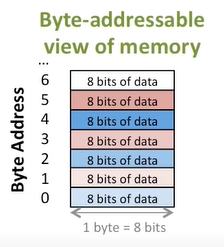 Byte-addressable
view of memory
...
6 8 bits of data
5 8 bits of data
4 8 bits of data
3 8 bits of data
2 8 bits of data
1 8 bits of data
0 8 bits of data
Byte Address
1 byte = 8 bits